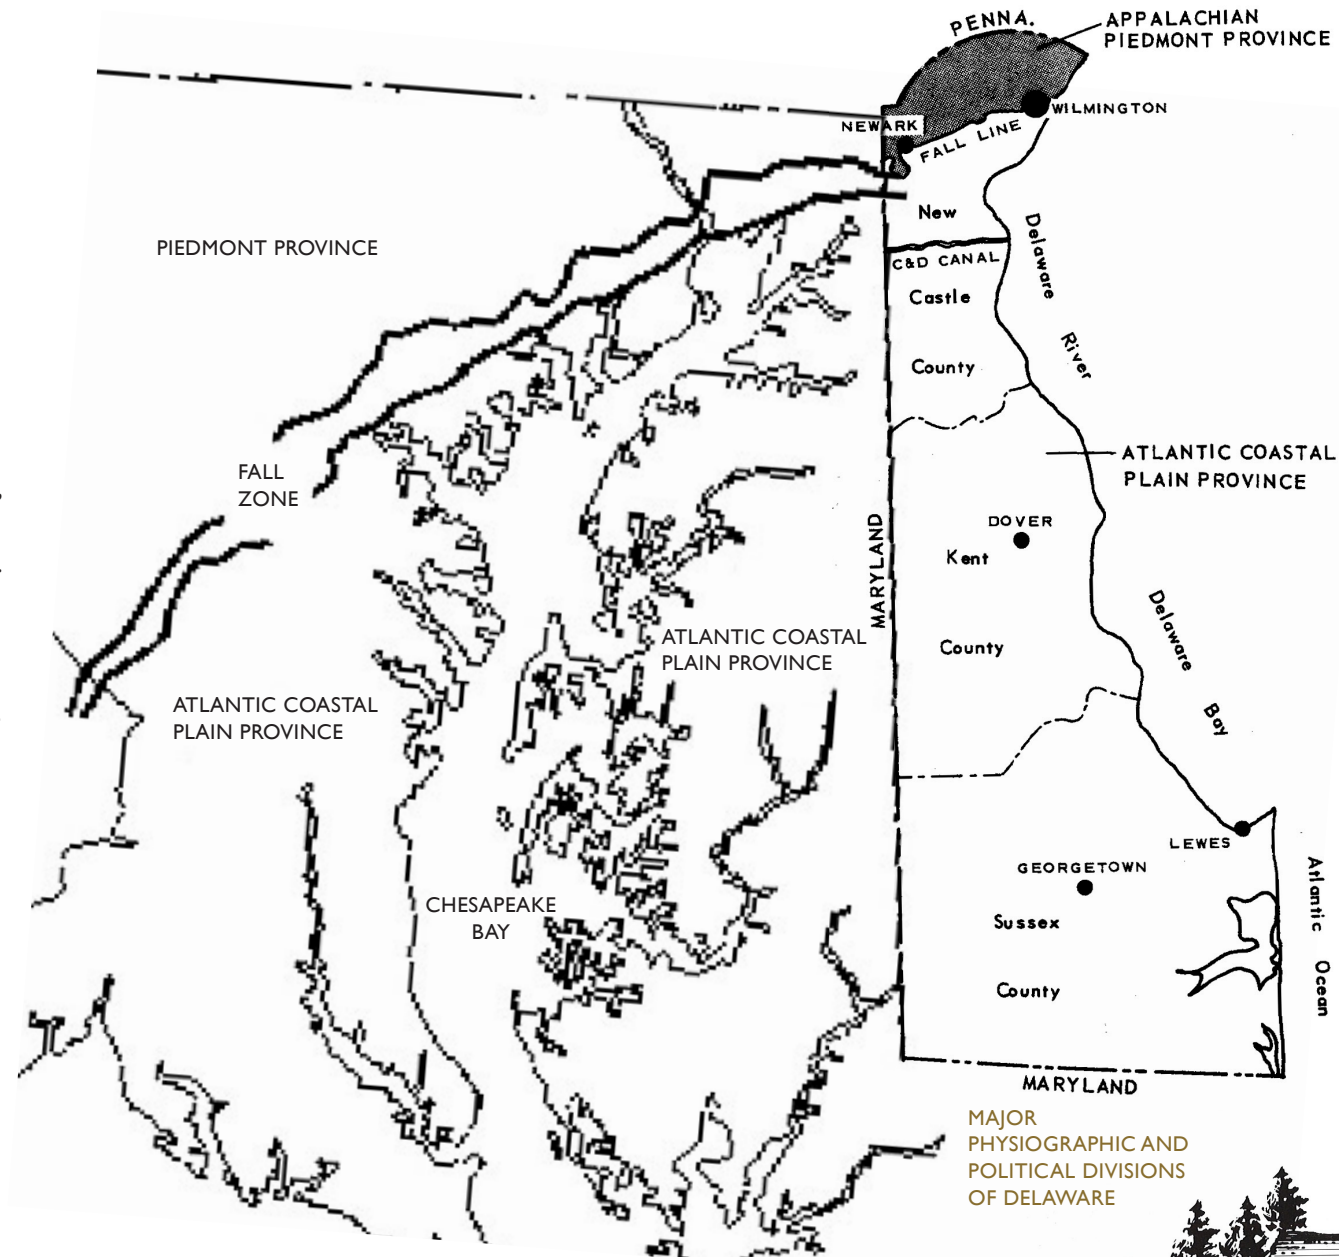 PENNA.
APPALACHIAN
PIEDMONT PROVINCE
WILMINGTON
NEWARK
FALL LINE
New
Delaware
River
C&D CANAL
Castle
County
PIEDMONT PROVINCE
FALL
ZONE
ATLANTIC COASTAL
PLAIN PROVINCE
MARYLAND
DOVER
Kent
County
Delaware
Bay
ATLANTIC COASTAL
PLAIN PROVINCE
ATLANTIC COASTAL
PLAIN PROVINCE
LEWES
GEORGETOWN
Sussex
County
Atlantic
Ocean
CHESAPEAKE
BAY
MARYLAND
MAJOR
PHYSIOGRAPHIC AND
POLITICAL DIVISIONS
OF DELAWARE